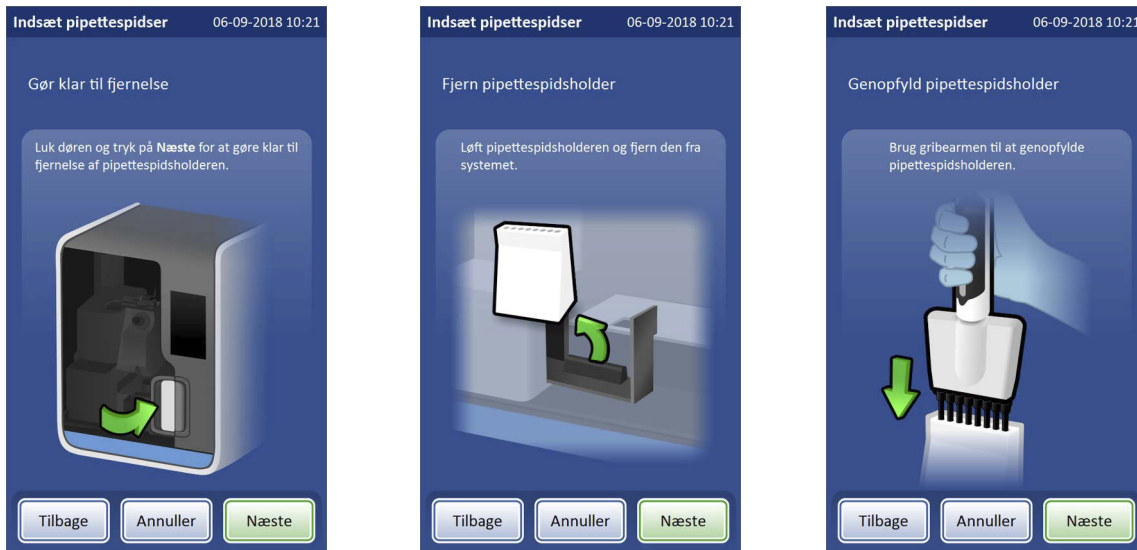 Indsæt pipettespidser 06-09-2018 10:21
Gør klar til fjernelse
Luk døren og tryk på Næste for at gøre klar til
fjernelse af pipettespidsholderen.
Tilbage Annuller Næste
Indsæt pipettespidser 06-09-2018 10:21
Fjern pipettespidsholder
Løft pipettespidsholderen og fjern den fra
systemet.
Tilbage Annuller Næste
Indsæt pipettespidser 06-09-2018 10:21
Genopfyld pipettespidsholder
Brug gribearmen til at genopfylde
pipettespidsholderen.
Tilbage Annuller Næste